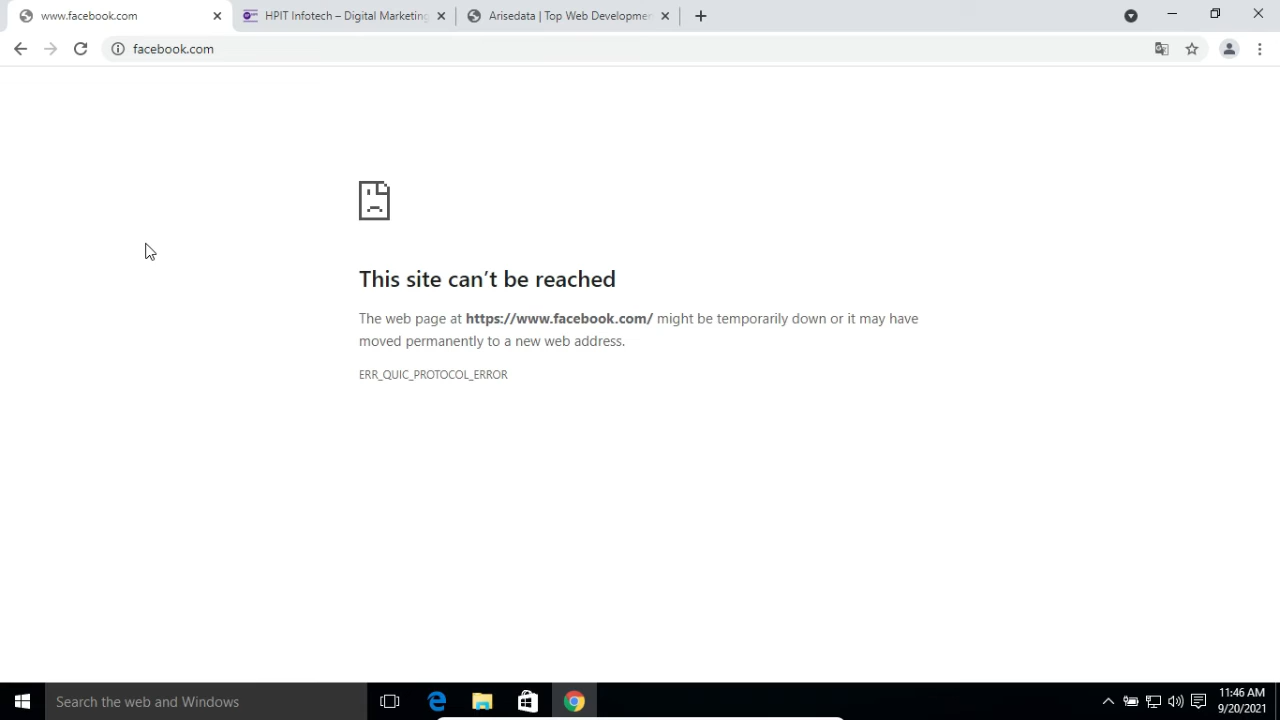 www.facebook.com
HPIT Infotech – Digital Marketing
Arisedata | Top Web Developmen
facebook.com
This site can't be reached
The web page at https://www.facebook.com/ might be temporarily down or it may have
moved permanently to a new web address.
ERR_QUIC_PROTOCOL_ERROR
Search the web and Windows
11:46 AM
9/20/2021